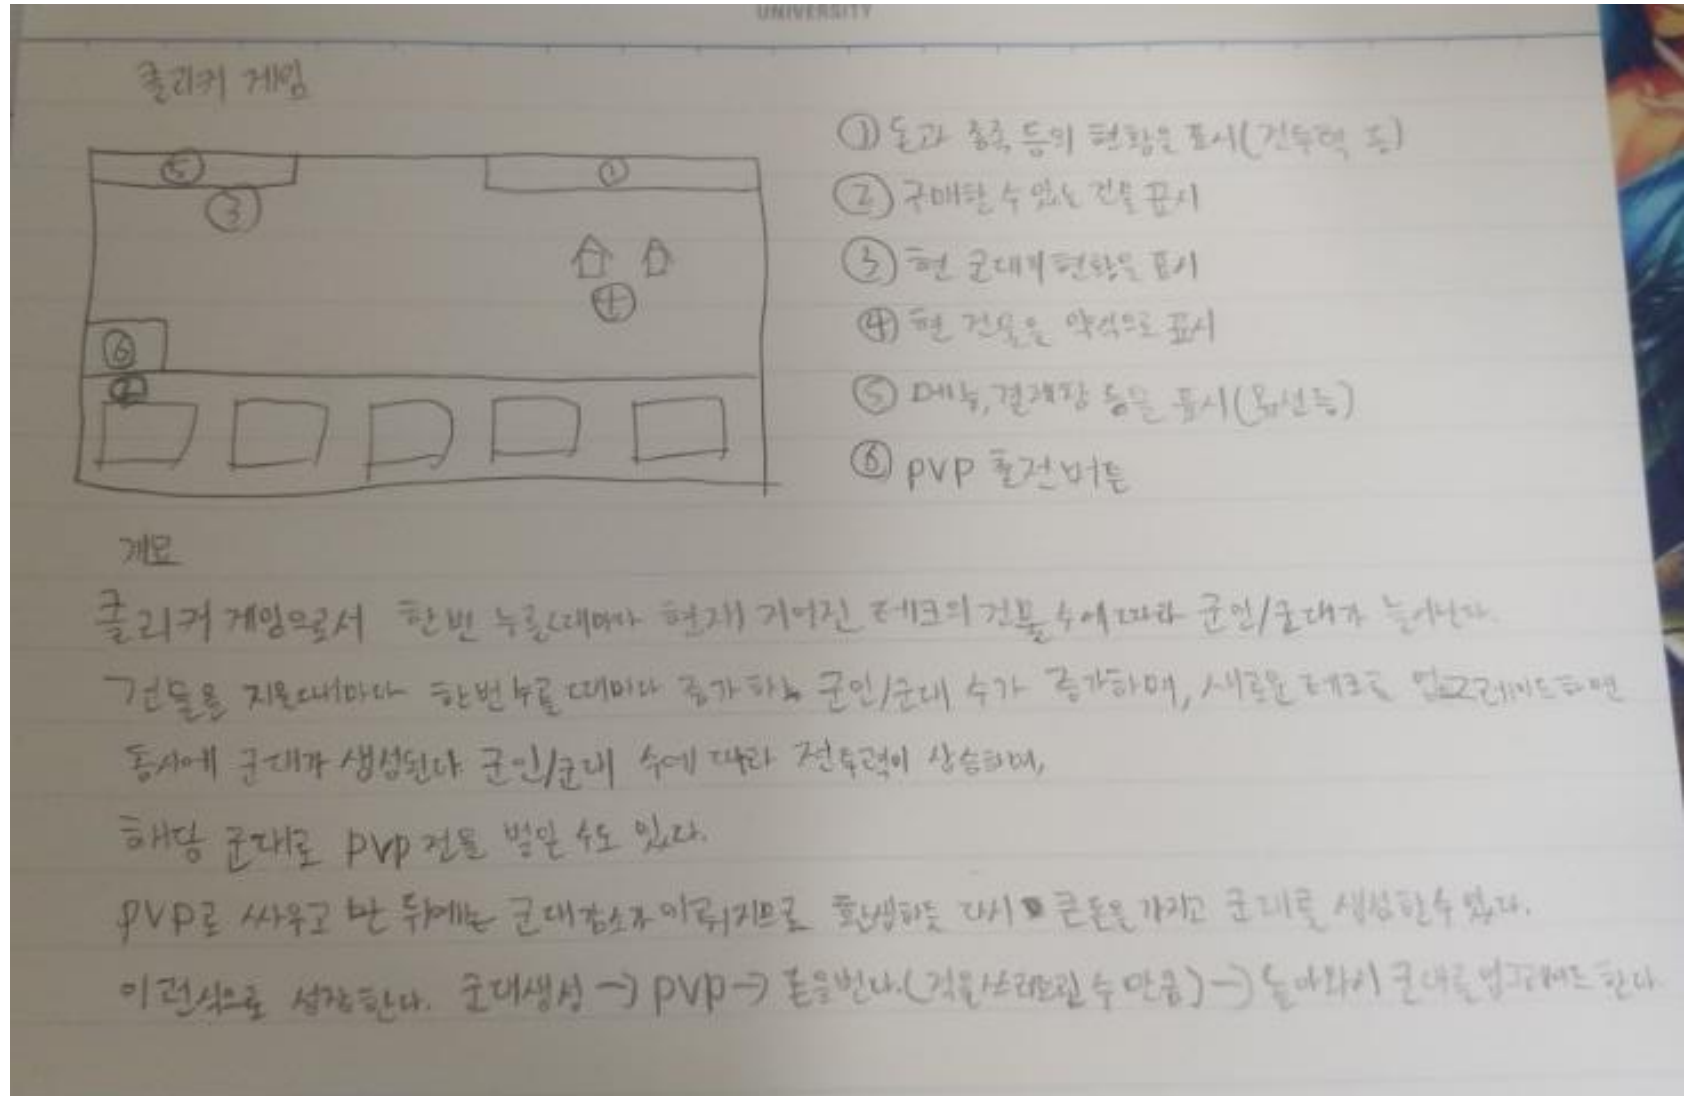 UNIVERSITY
클리커 게임
⑤
①
③
④
⑥
②
① 돈과 종족 등의 현황을 표시(전투력 등)
② 구매할 수 있는 건물 표시
③ 현 군대의 현황을 표시
④ 현 건물을 약식으로 표시
⑤ 메뉴, 결제창 등을 표시(옵션등)
⑥ PVP 출전버튼
개요
클리커 게임으로서 한번 누를때마다 현재 지어진 테크의 건물 수에 따라 군인/군대가 늘어난다.
건물을 지을때마다 한번 누를때마다 증가하는 군인/군대 수가 증가하며, 새로운 테크로 업그레이드하면
동시에 군대가 생성된다. 군인/군대 수에 따라 전투력이 상승하며,
해당 군대로 PVP전을 벌일 수도 있다.
PVP로 싸우고 난 뒤에는 군대감소가 이뤄지므로 환생하듯 다시 큰돈을 가지고 군대를 생성할수 있다.
이런식으로 성장한다. 군대생성 → PVP → 돈을번다.(적을쓰러뜨린 수 만큼) → 돌아와서 군대를업그레이드 한다.